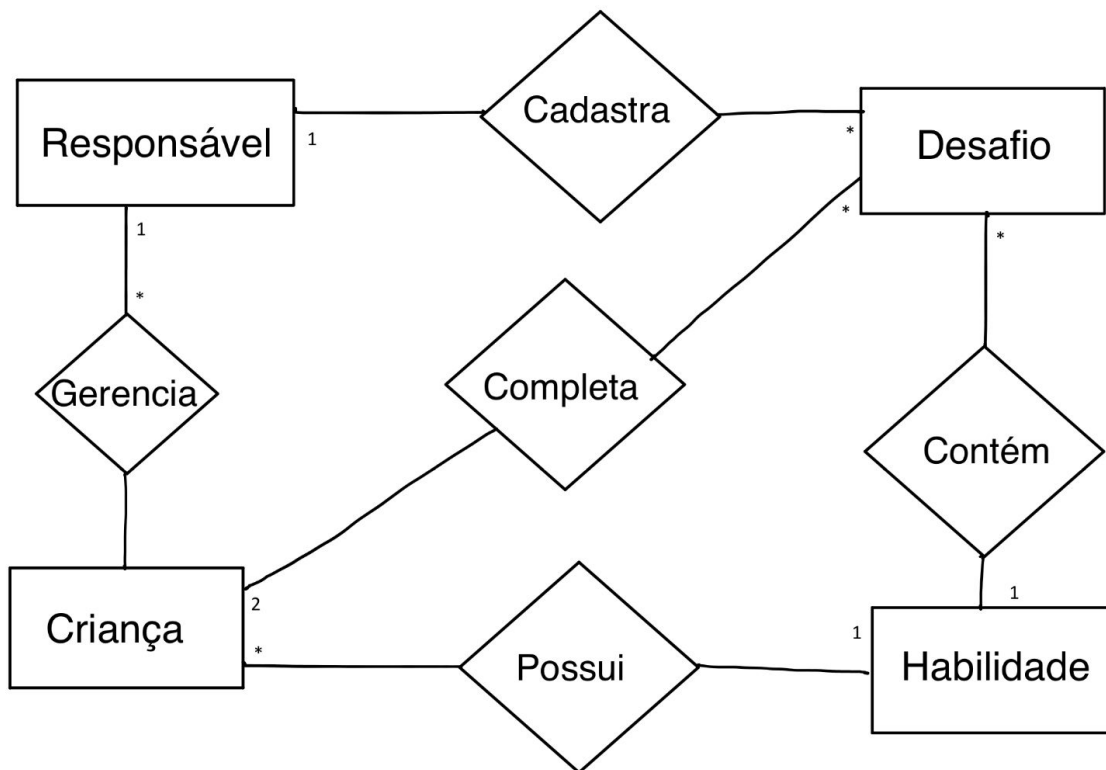 Cadastra
Responsável
Desafio
1
*
1
*
*
*
Gerencia
Completa
Contém
2
1
Criança
*
1
Possui
Habilidade